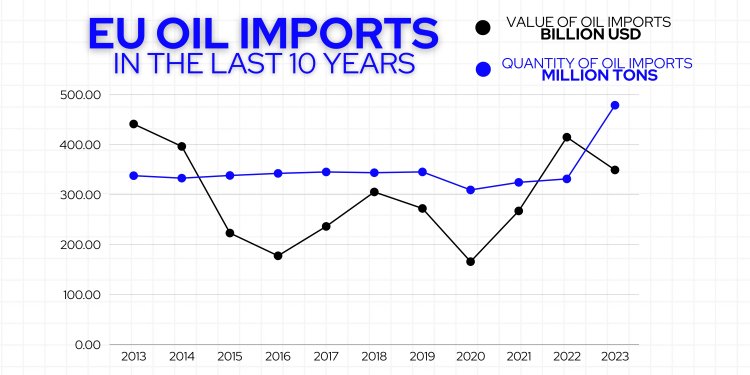 EU OIL IMPORTS
IN THE LAST 10 YEARS
VALUE OF OIL IMPORTS
BILLION USD
QUANTITY OF OIL IMPORTS
MILLION TONS
500.00
400.00
300.00
200.00
100.00
0.00
2013 2014 2015 2016 2017 2018 2019 2020 2021 2022 2023